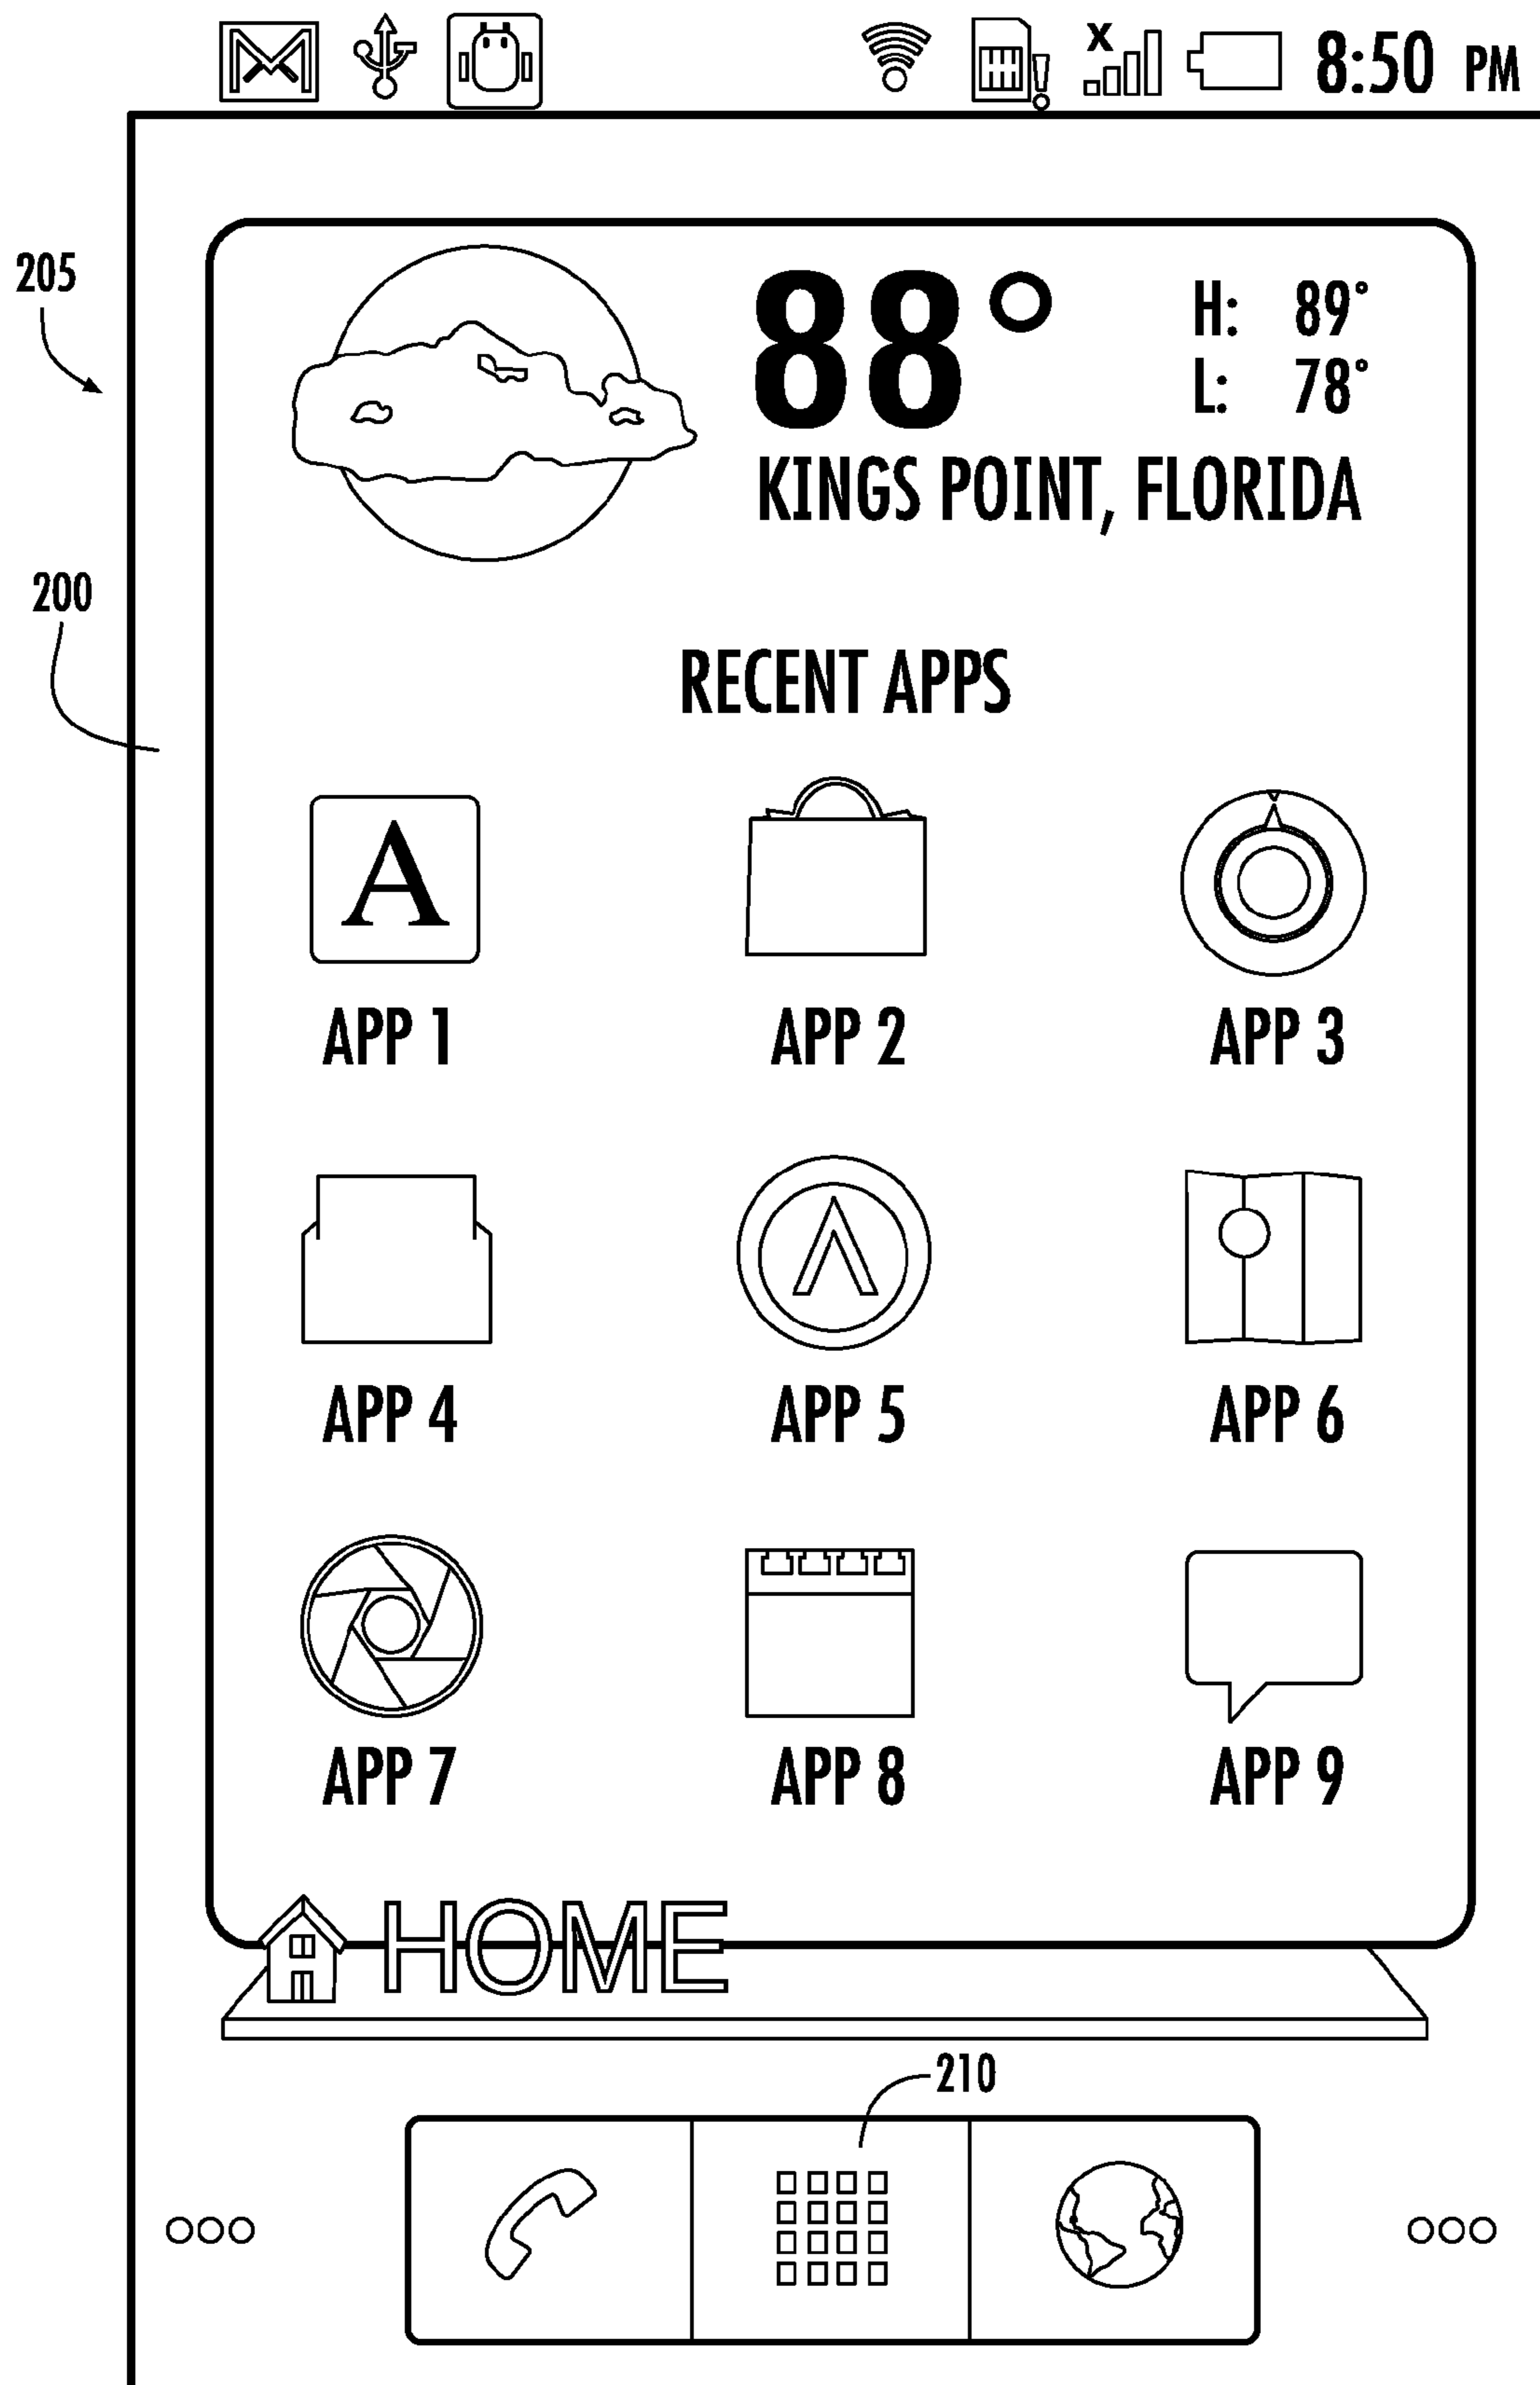 X 8:50 PM
205
88° H: 89°
L: 78°
KINGS POINT, FLORIDA
200
RECENT APPS
A
APP 1 APP 2 APP 3
APP 4 APP 5 APP 6
APP 7 APP 8 APP 9
HOME
210